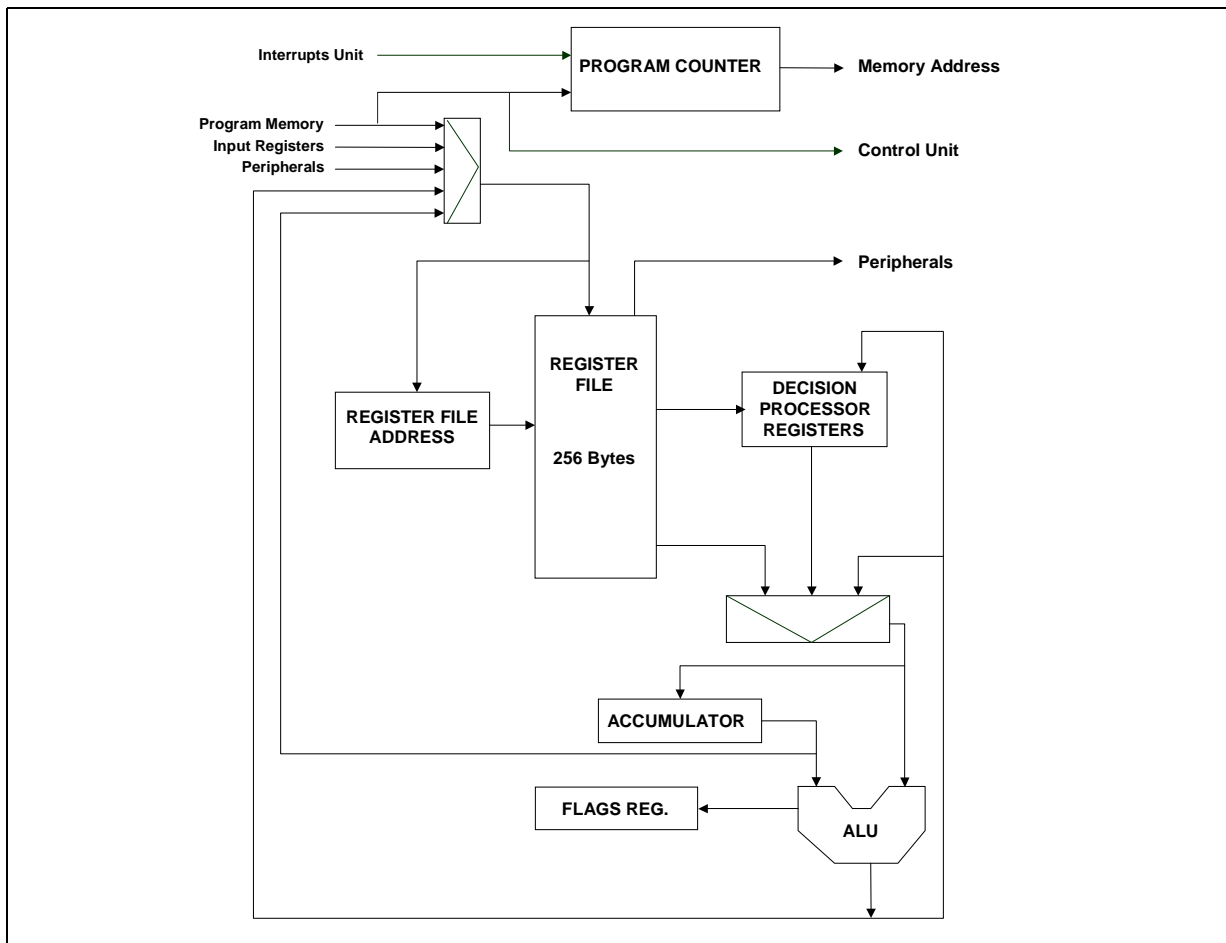 Interrupts Unit
PROGRAM COUNTER
Memory Address
Program Memory
Input Registers
Peripherals
Control Unit
Peripherals
REGISTER
FILE
256 Bytes
REGISTER FILE
ADDRESS
DECISION
PROCESSOR
REGISTERS
ACCUMULATOR
FLAGS REG.
ALU